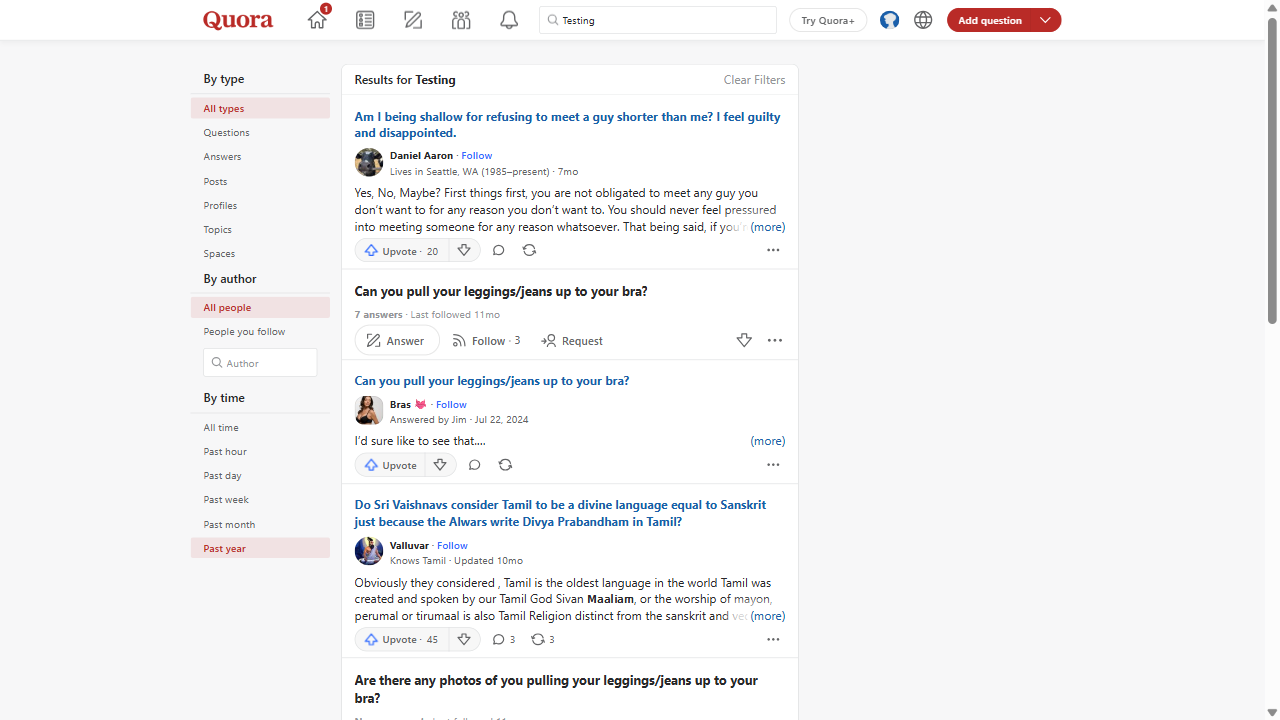 Quora
1
Testing
Try Quora+
Add question
By type
All types
Questions
Answers
Posts
Profiles
Topics
Spaces
By author
All people
People you follow
Author
By time
All time
Past hour
Past day
Past week
Past month
Past year
Results for Testing
Clear Filters
Am I being shallow for refusing to meet a guy shorter than me? I feel guilty
and disappointed.
Daniel Aaron · Follow
Lives in Seattle, WA (1985–present) · 7mo
Yes, No, Maybe? First things first, you are not obligated to meet any guy you
don’t want to for any reason you don’t want to. You should never feel pressured
into meeting someone for any reason whatsoever. That being said, if (more)
Upvote · 20
Can you pull your leggings/jeans up to your bra?
7 answers · Last followed 11mo
Answer
Follow · 3
Request
Can you pull your leggings/jeans up to your bra?
Bras · Follow
Answered by Jim · Jul 22, 2024
I’d sure like to see that.... (more)
Upvote
Do Sri Vaishnavs consider Tamil to be a divine language equal to Sanskrit
just because the Alwars write Divya Prabandham in Tamil?
Valluvar · Follow
Knows Tamil · Updated 10mo
Obviously they considered , Tamil is the oldest language in the world Tamil was
created and spoken by our Tamil God Sivan Maaliam, or the worship of mayon,
perumal or tirumaal is also Tamil Religion distinct from the sanskrit and (more)
Upvote · 45
3
3
Are there any photos of you pulling your leggings/jeans up to your
bra?